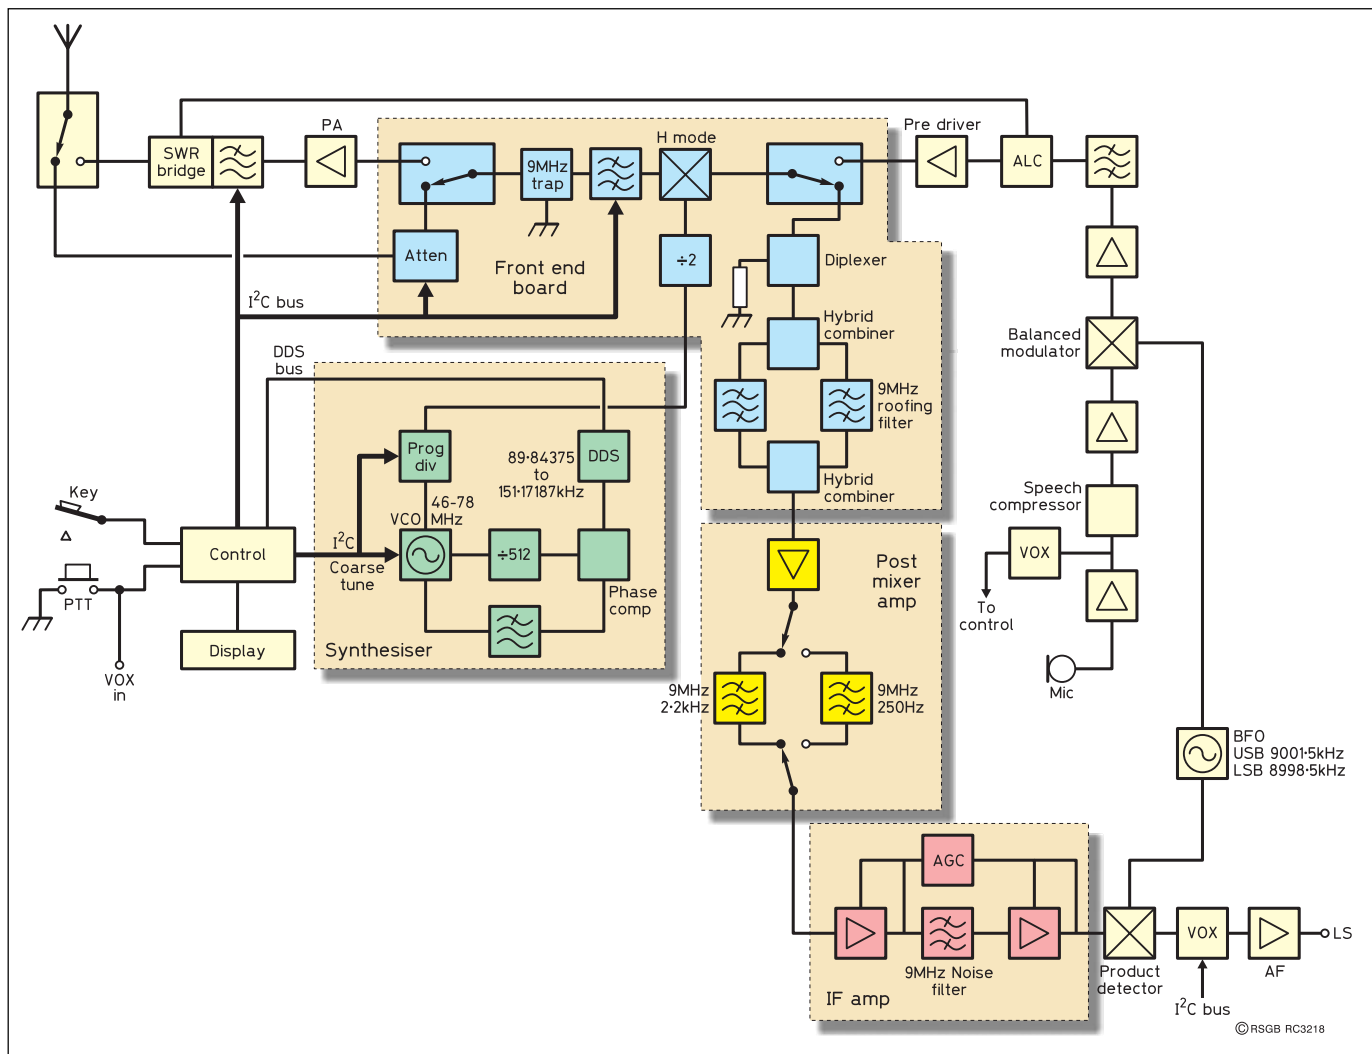 PA
H mode
Pre driver
SWR
bridge
9MHz
trap
ALC
Atten
÷2
Front end
board
Diplexer
I²C bus
Hybrid
combiner
Balanced
modulator
DDS
bus
9MHz
roofing
filter
Prog
div
89·84375
to
151·17187kHz
DDS
Hybrid
combiner
Key
46-78
MHz
VCO
Speech
compressor
Control
I²C
Coarse
tune
÷512
Post
mixer
amp
VOX
PTT
Phase
comp
To
control
Display
Synthesiser
VOX
in
9MHz
2·2kHz
9MHz
250Hz
Mic
BFO
USB 9001·5kHz
LSB 8998·5kHz
AGC
VOX
LS
9MHz Noise
filter
Product
detector
AF
IF amp
I²C bus
©RSGB RC3218